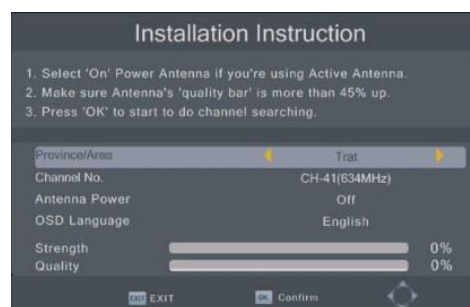 Installation Instruction
1. Select 'On' Power Antenna if you're using Active Antenna.
2. Make sure Antenna's 'quality bar' is more than 45% up.
3. Press 'OK' to start to do channel searching.
Province/Area Trat
Channel No. CH-41(634MHz)
Antenna Power Off
OSD Language English
Strength 0%
Quality 0%
EXIT EXIT OK Confirm